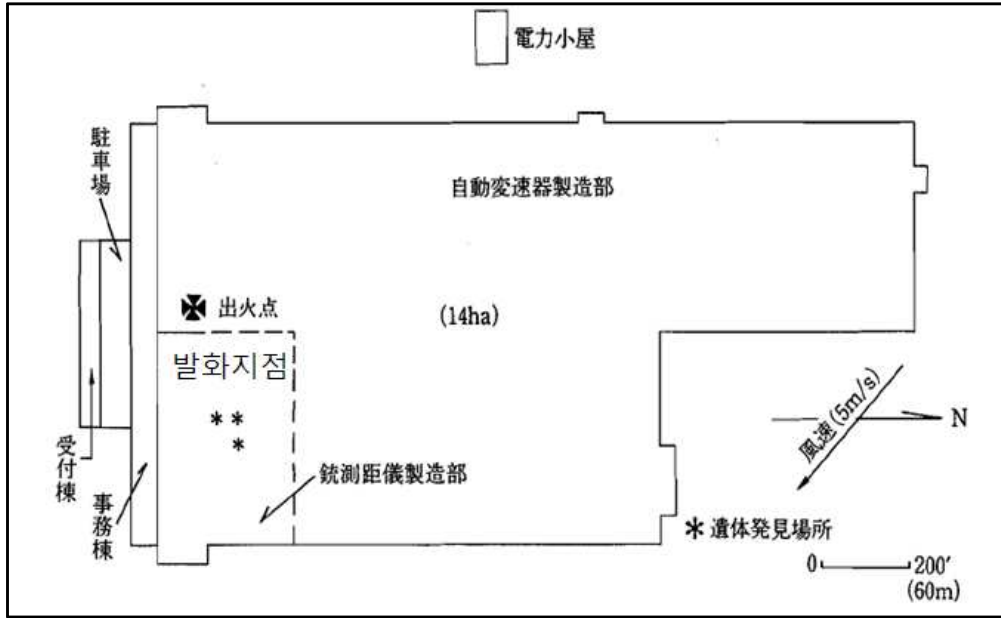 電力小屋
駐車場
自動変速器製造部
出火点
(14ha)
발화지점
風速(5m/s)
N
受付棟
事務棟
銃測距儀製造部
* 遺体発見場所
0 200′
(60m)